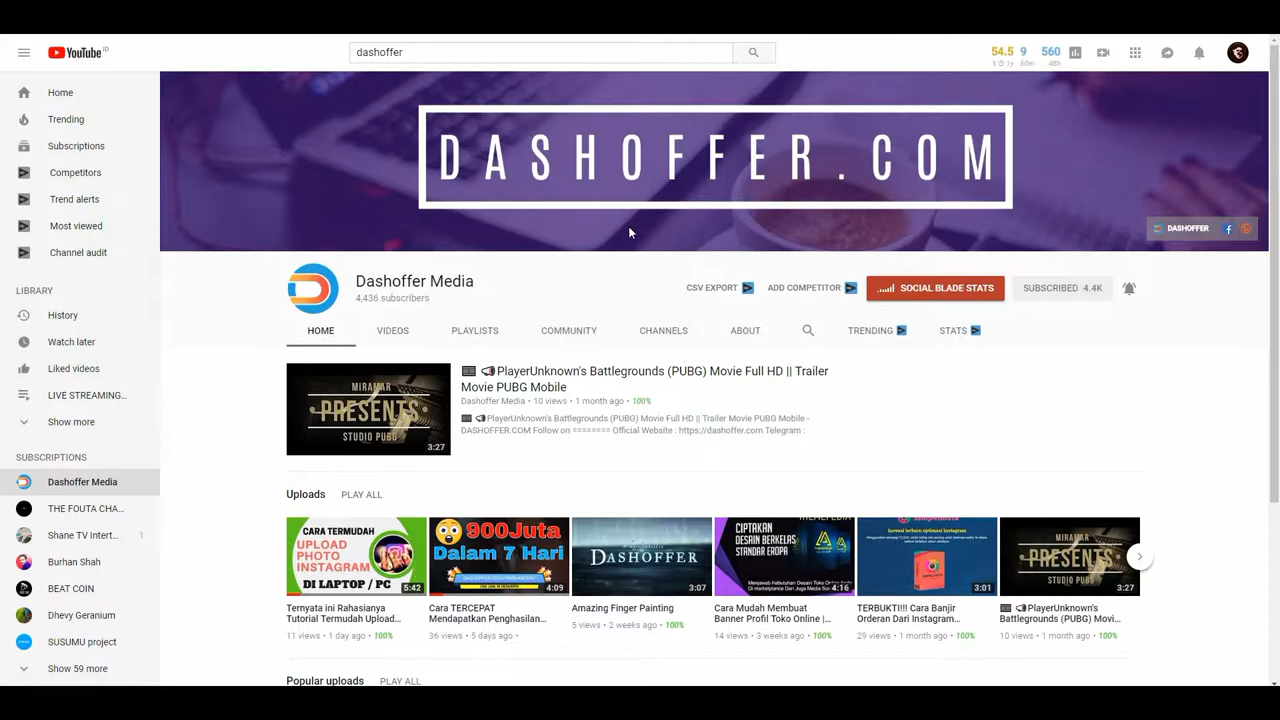 YouTube ID
dashoffer
54.5 9 560
60m 48h
Home
Trending
Subscriptions
Competitors
Trend alerts
Most viewed
Channel audit
LIBRARY
History
Watch later
Liked videos
LIVE STREAMING...
Show more
SUBSCRIPTIONS
Dashoffer Media
THE FOUTA CHA...
Shane TV Intert... 1
Burhan Shah
BEAT COIN
Dhevy Geranium
SUSUMU project
Show 59 more
DASHOFFER.COM
DASHOFFER
Dashoffer Media
4,436 subscribers
CSV EXPORT ADD COMPETITOR SOCIAL BLADE STATS SUBSCRIBED 4.4K
HOME VIDEOS PLAYLISTS COMMUNITY CHANNELS ABOUT TRENDING STATS
MIRAMAR
PRESENTS
STUDIO PUBG
3:27
PlayerUnknown's Battlegrounds (PUBG) Movie Full HD || Trailer
Movie PUBG Mobile
Dashoffer Media • 10 views • 1 month ago • 100%
PlayerUnknown's Battlegrounds (PUBG) Movie Full HD || Trailer Movie PUBG Mobile -
DASHOFFER.COM Follow on ======== Official Website : https://dashoffer.com Telegram :
Uploads PLAY ALL
CARA TERMUDAH
UPLOAD
PHOTO
INSTAGRAM
DI LAPTOP / PC
5:42
Ternyata ini Rahasianya
Tutorial Termudah Upload...
11 views • 1 day ago • 100%
900Juta
Dalam 7 Hari
4:09
Cara TERCEPAT
Mendapatkan Penghasilan...
36 views • 5 days ago •
DASHOFFER
3:07
Amazing Finger Painting
5 views • 2 weeks ago • 100%
CIPTAKAN
DESAIN BERKELAS
STANDAR EROPA
Menjawab Kebutuhan Desain Toko Online
4:16
Cara Mudah Membuat
Banner Profil Toko Online |...
14 views • 3 weeks ago • 100%
3:01
TERBUKTI!!! Cara Banjir
Orderan Dari Instagram...
29 views • 1 month ago • 100%
MIRAMAR
PRESENTS
STUDIO PUBG
3:27
PlayerUnknown's
Battlegrounds (PUBG) Movi...
10 views • 1 month ago • 100%
Popular uploads PLAY ALL